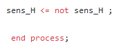 sens_H <= not sens_H ;
end process;